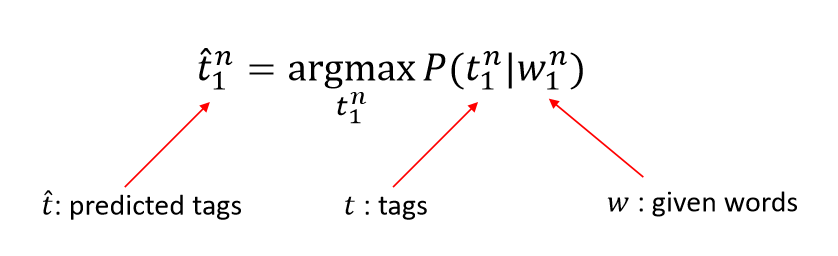 t̂₁ⁿ = argmax P(t₁ⁿ|w₁ⁿ)
t₁ⁿ
t̂: predicted tags
t : tags
w : given words